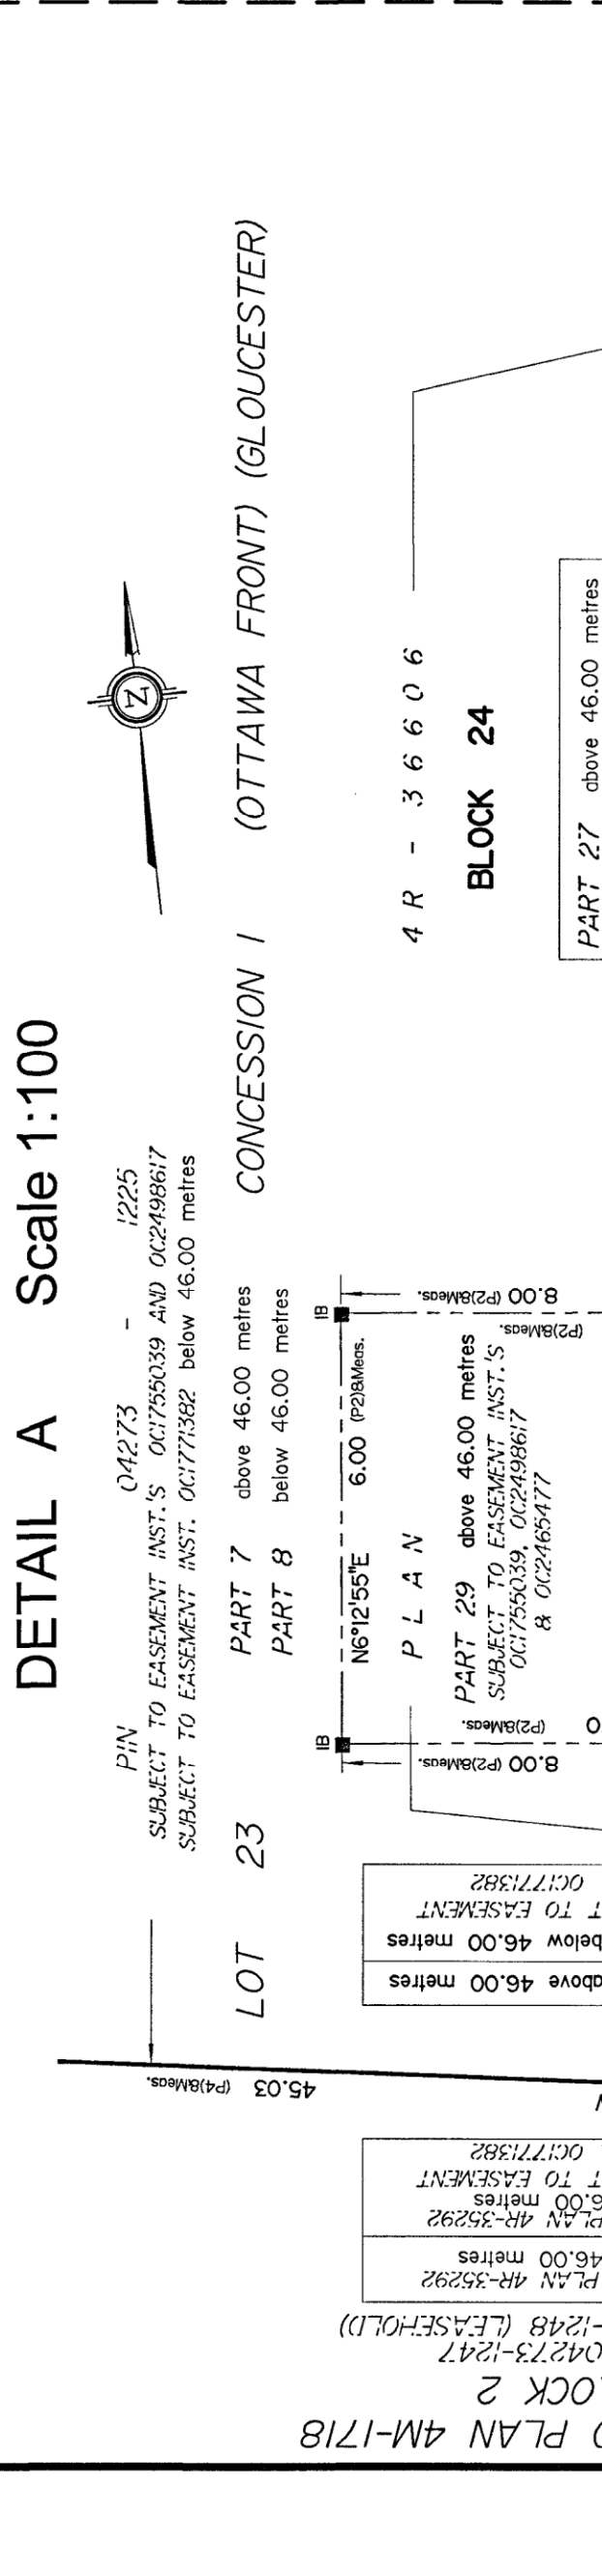 DETAIL A Scale 1:100
N
PIN 04273 - 1225
SUBJECT TO EASEMENT INST.'S OC1755039 AND OC2498617
SUBJECT TO EASEMENT INST. OC1771382 below 46.00 metres
LOT 23 CONCESSION 1 (OTTAWA FRONT) (GLOUCESTER)
PART 7 above 46.00 metres
PART 8 below 46.00 metres
IB
IB
N6°12'55"E 6.00 (P2)&Meas.
8.00 (P2)&Meas.
(P2)&Meas.
8.00 (P2)&Meas.
0 (P2)&Meas.
PLAN 4R-36606
BLOCK 24
PART 29 above 46.00 metres
SUBJECT TO EASEMENT INST.'S
OC1755039, OC2498617
& OC2465477
PART 27 above 46.00 metres
above 46.00 metres
below 46.00 metres
T TO EASEMENT
OC1771382
45.03 (P4)&Meas.
PLAN 4R-35292
46.00 metres
PLAN 4R-35292
6.00 metres
T TO EASEMENT
OC1771382
-1248 (LEASEHOLD)
04273-1247
LOCK 2
PLAN 4M-1718